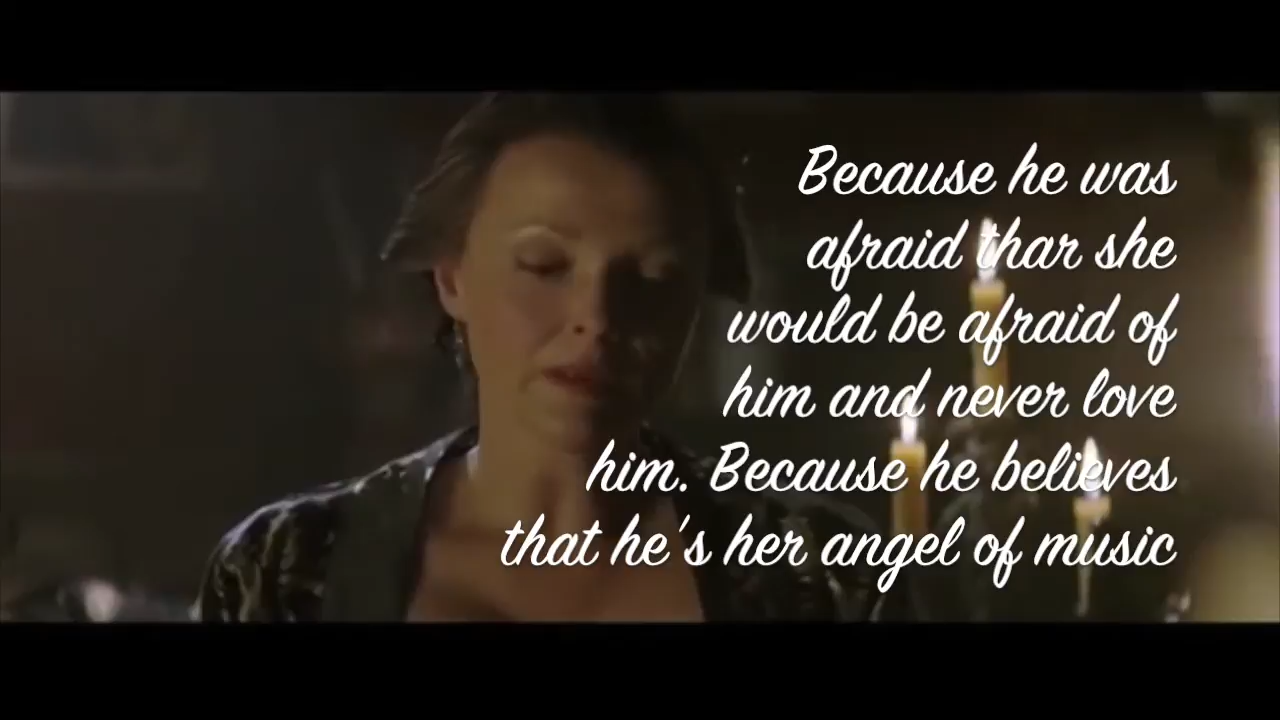 Because he was
afraid thar she
would be afraid of
him and never love
him. Because he believes
that he's her angel of music